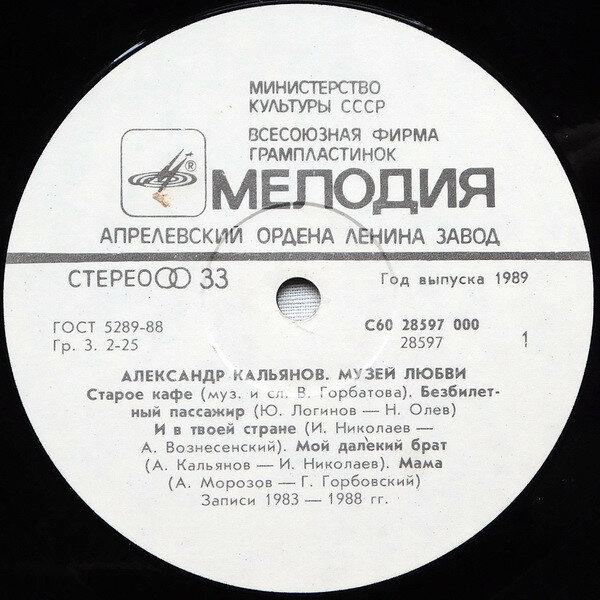 МИНИСТЕРСТВО
КУЛЬТУРЫ СССР
ВСЕСОЮЗНАЯ ФИРМА
ГРАМПЛАСТИНОК
®
МЕЛОДИЯ
АПРЕЛЕВСКИЙ ОРДЕНА ЛЕНИНА ЗАВОД
СТЕРЕО 33
Год выпуска 1989
ГОСТ 5289-88
С60 28597 000
Гр. 3. 2-25
28597
1
АЛЕКСАНДР КАЛЬЯНОВ. МУЗЕЙ ЛЮБВИ
Старое кафе (муз. и сл. В. Горбатова). Безбилет-
ный пассажир (Ю. Логинов — Н. Олев)
И в твоей стране (И. Николаев —
А. Вознесенский). Мой далекий брат
(А. Кальянов — И. Николаев). Мама
(А. Морозов — Г. Горбовский)
Записи 1983 — 1988 гг.